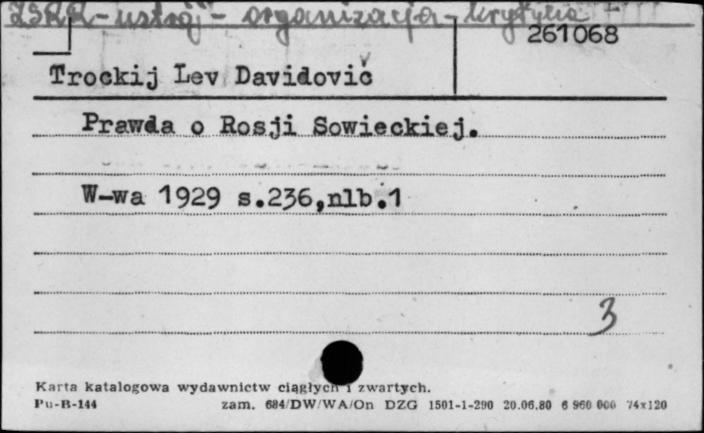 ZSRR - ustrój - organizacja - krytyka
261068
Trockij Lev Davidovič
Prawda o Rosji Sowieckiej.
W-wa 1929 s.236,nlb.1
3
Karta katalogowa wydawnictw ciągłych i zwartych.
Pu-B-144 zam. 684/DW/WA/On DZG 1501-1-290 20.06.80 6 960 000 74x120